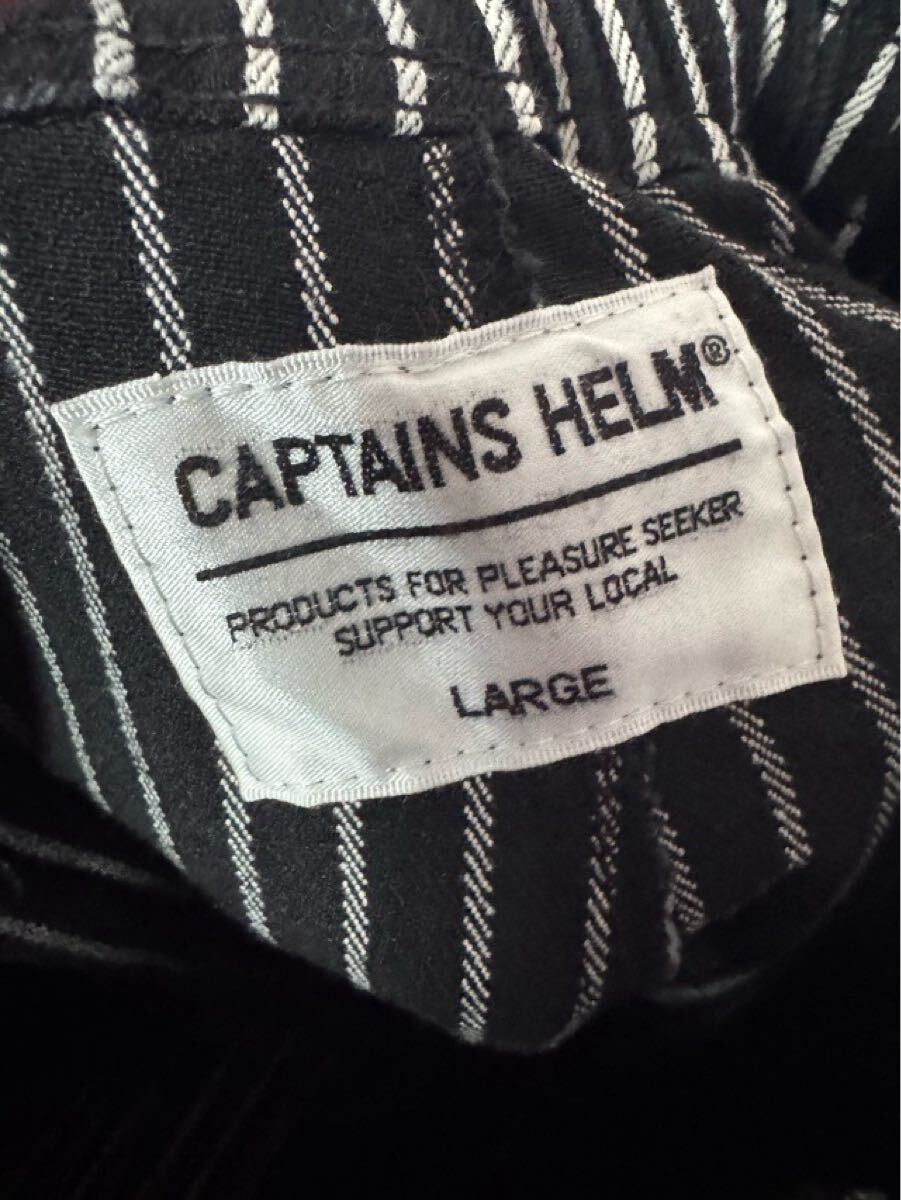 CAPTAINS HELM®
PRODUCTS FOR PLEASURE SEEKER
SUPPORT YOUR LOCAL
LARGE